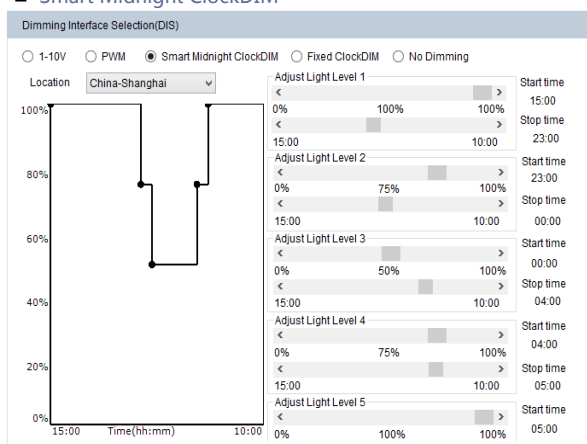 Smart Midnight ClockDIM
Dimming Interface Selection(DIS)
1-10V PWM Smart Midnight ClockDIM Fixed ClockDIM No Dimming
Location China-Shanghai
100%
80%
60%
40%
20%
0%
15:00 Time(hh:mm) 10:00
Adjust Light Level 1
0% 100% 100%
15:00 10:00
Start time
15:00
Stop time
23:00
Adjust Light Level 2
0% 75% 100%
15:00 10:00
Start time
23:00
Stop time
00:00
Adjust Light Level 3
0% 50% 100%
15:00 10:00
Start time
00:00
Stop time
04:00
Adjust Light Level 4
0% 75% 100%
15:00 10:00
Start time
04:00
Stop time
05:00
Adjust Light Level 5
0% 100% 100%
Start time
05:00